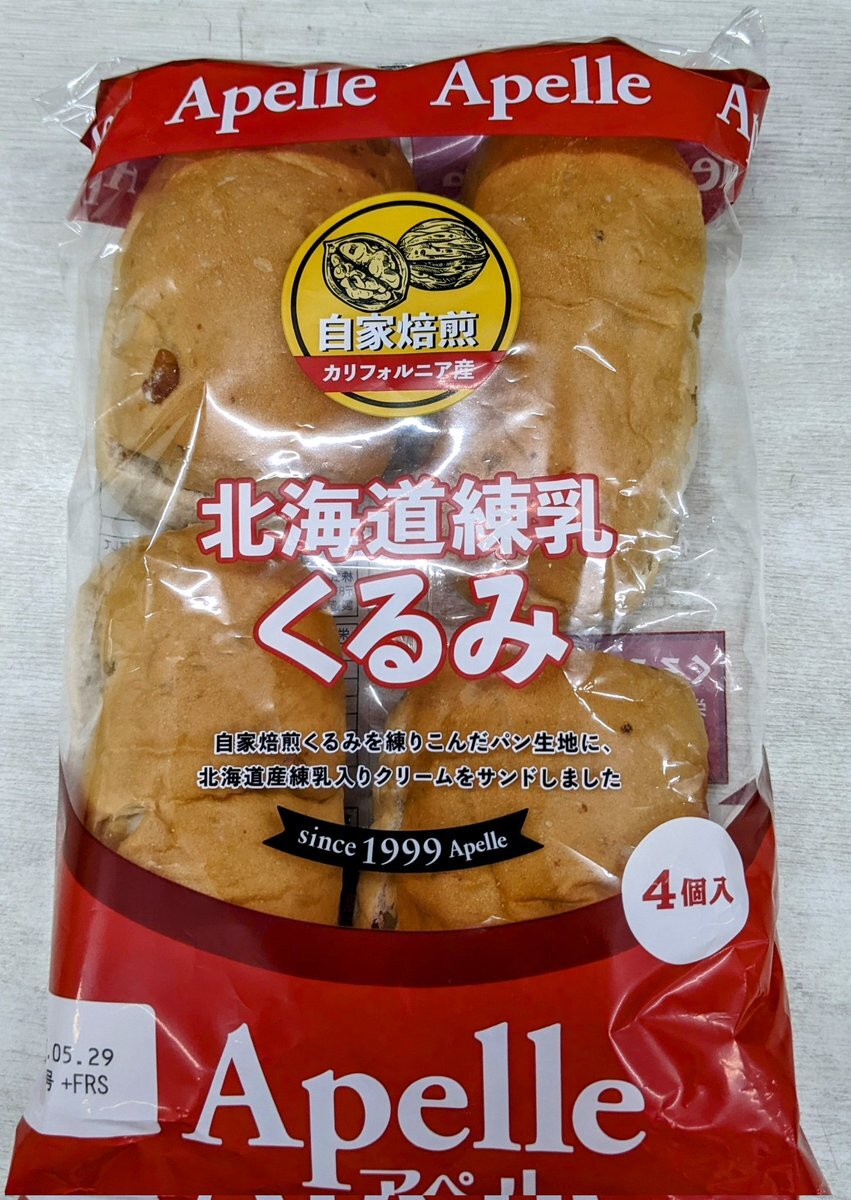 Apelle Apelle
自家焙煎
カリフォルニア産
北海道練乳
くるみ
自家焙煎くるみを練りこんだパン生地に、
北海道産練乳入りクリームをサンドしました
since 1999 Apelle
4個入
.05.29
号 +FRS
Apelle
アペル